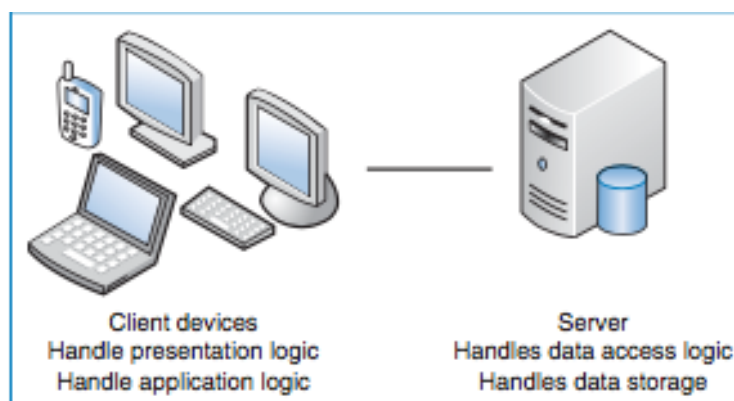 Client devices
Handle presentation logic
Handle application logic
Server
Handles data access logic
Handles data storage